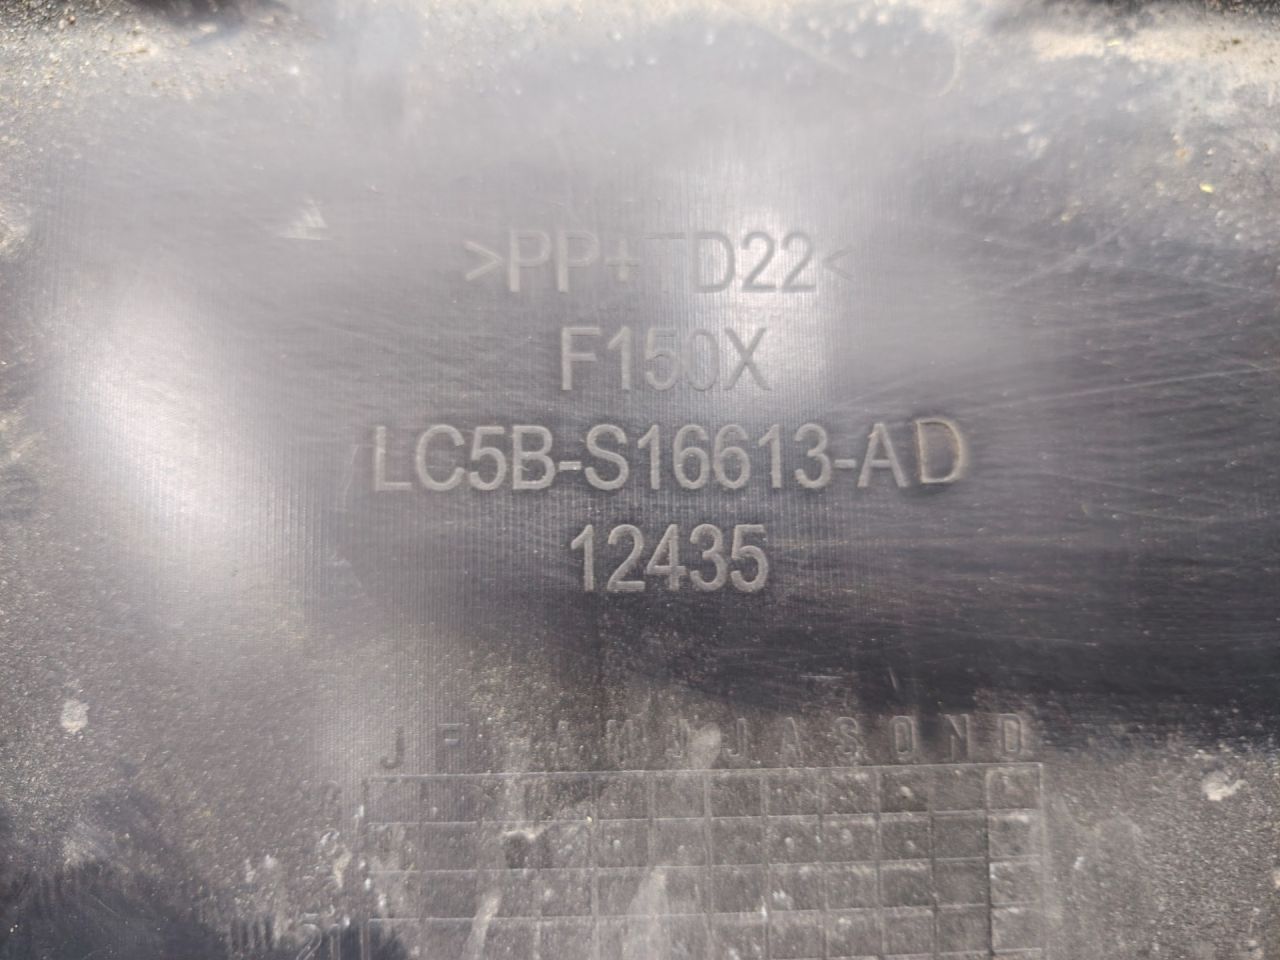 >PP+TD22<
F150X
LC5B-S16613-AD
12435
J F M A M J J A S O N D